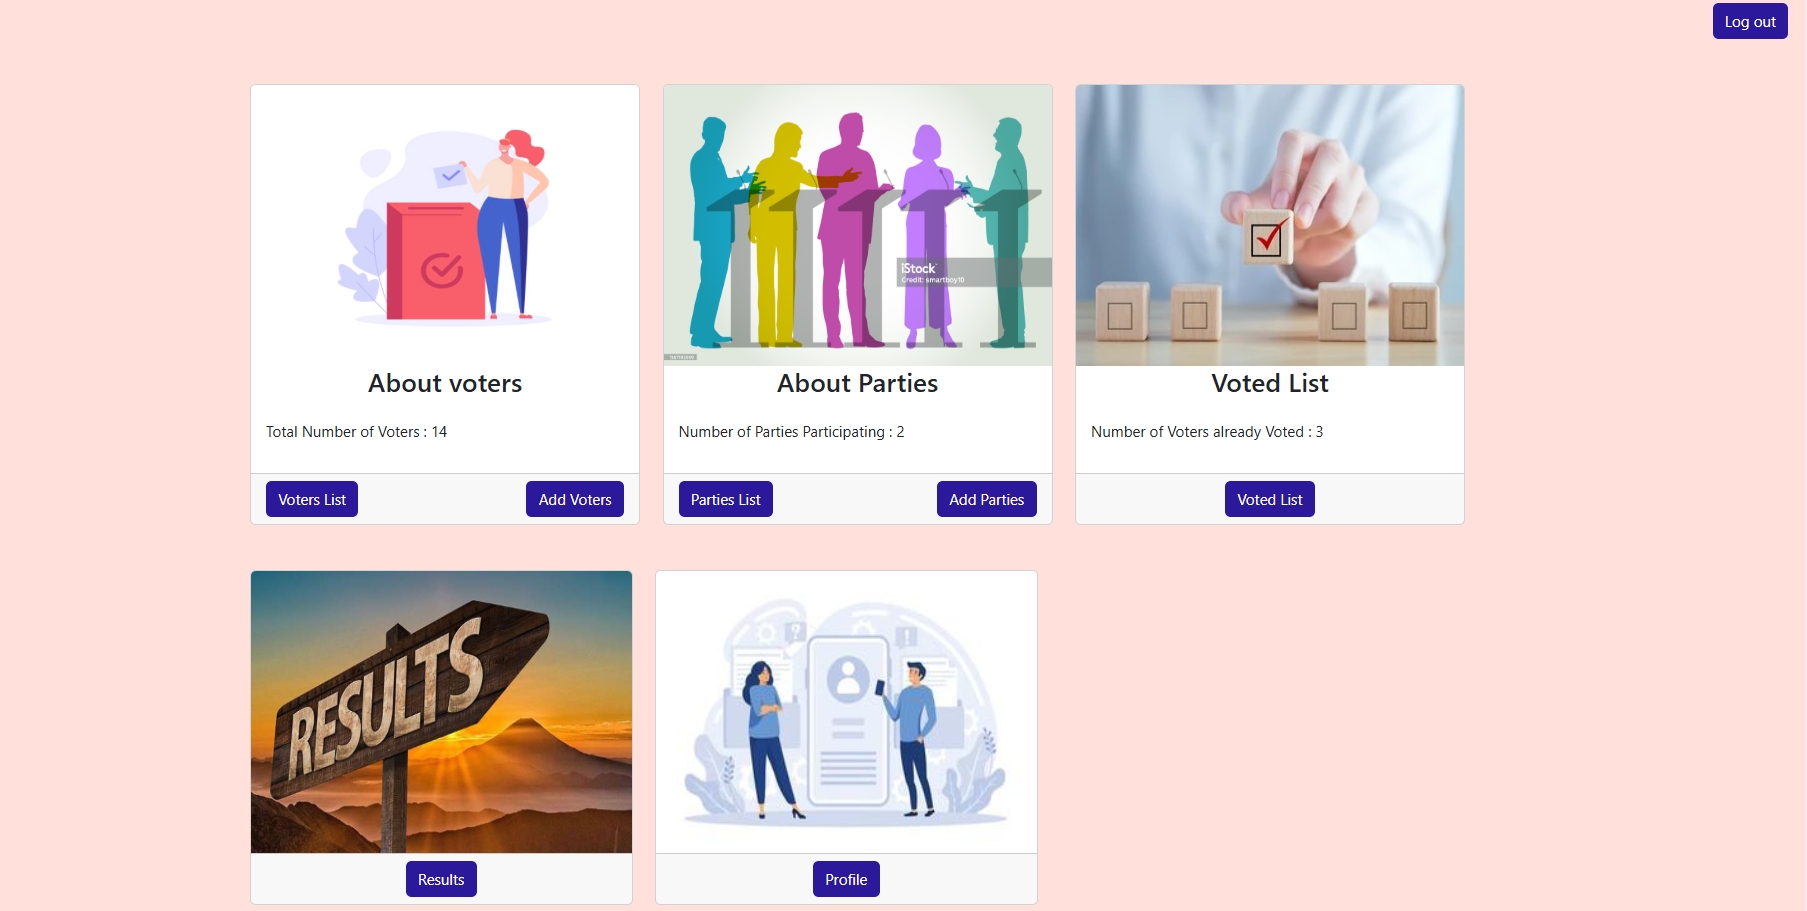 Log out
iStock
Credit: smartboy10
About voters
About Parties
Voted List
Total Number of Voters : 14
Number of Parties Participating : 2
Number of Voters already Voted : 3
Voters List
Add Voters
Parties List
Add Parties
Voted List
RESULTS
Results
Profile